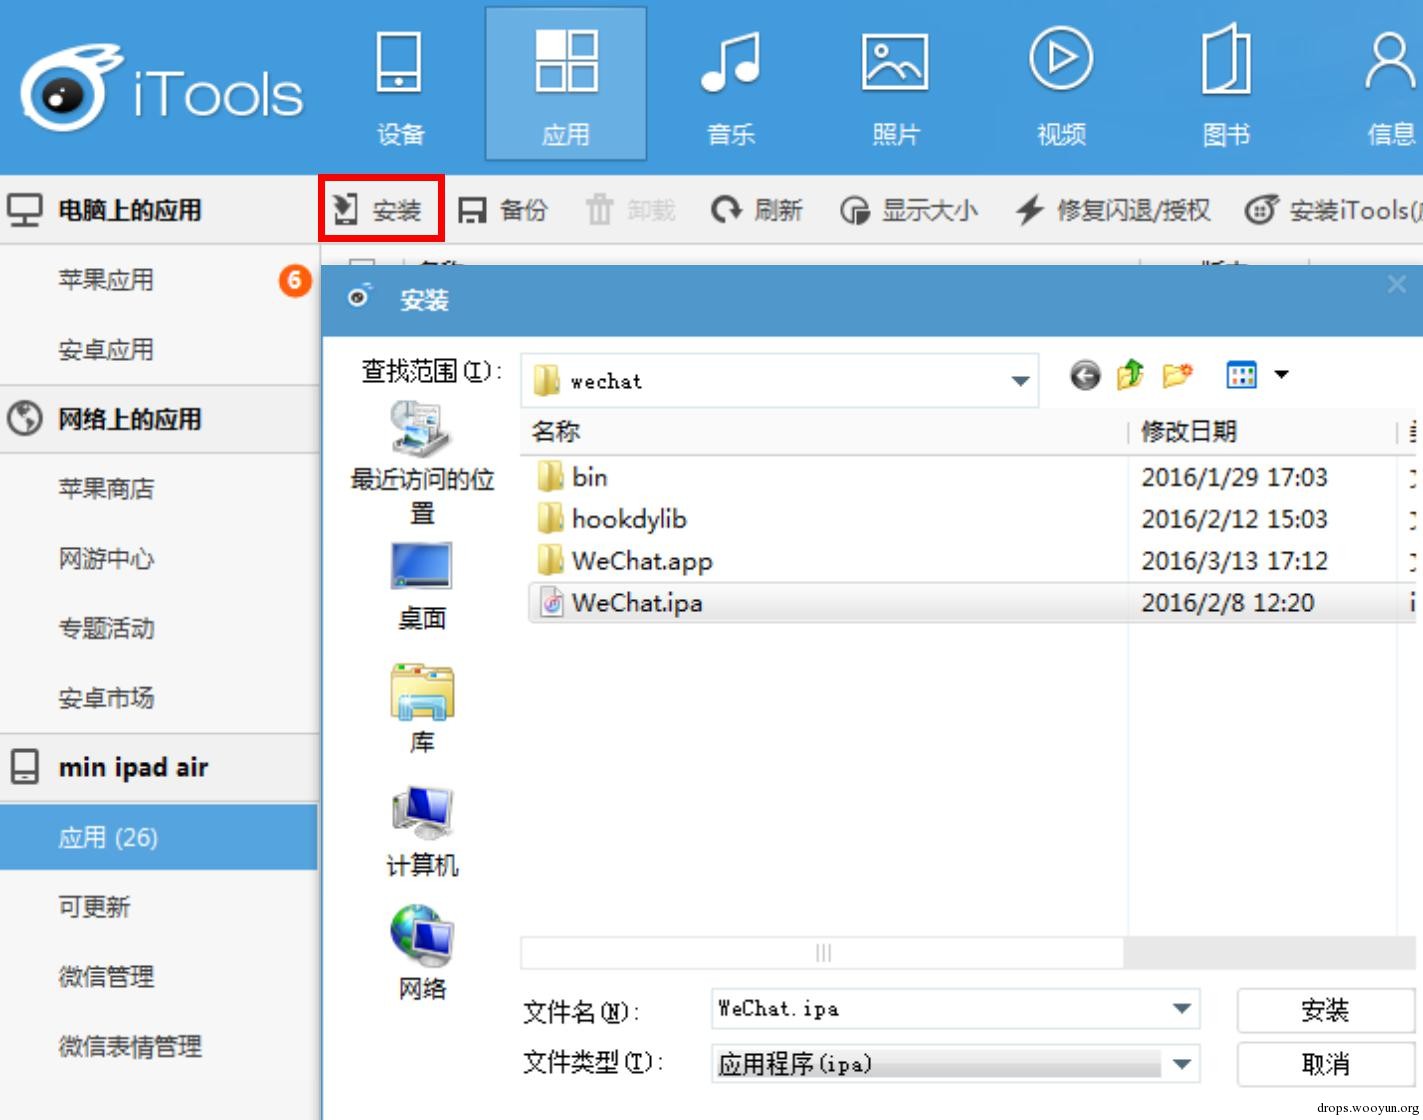 iTools
设备
应用
音乐
照片
视频
图书
信息
电脑上的应用
安装
备份
卸载
刷新
显示大小
修复闪退/授权
安装iTools(
苹果应用
6
安卓应用
网络上的应用
苹果商店
网游中心
专题活动
安卓市场
min ipad air
应用 (26)
可更新
微信管理
微信表情管理
名称
版本
安装
查找范围(I):
wechat
最近访问的位
置
桌面
库
计算机
网络
名称
修改日期
bin
2016/1/29 17:03
hookdylib
2016/2/12 15:03
WeChat.app
2016/3/13 17:12
WeChat.ipa
2016/2/8 12:20
i
文件名(N):
WeChat.ipa
安装
文件类型(T):
应用程序(ipa)
取消
drops.wooyun.org